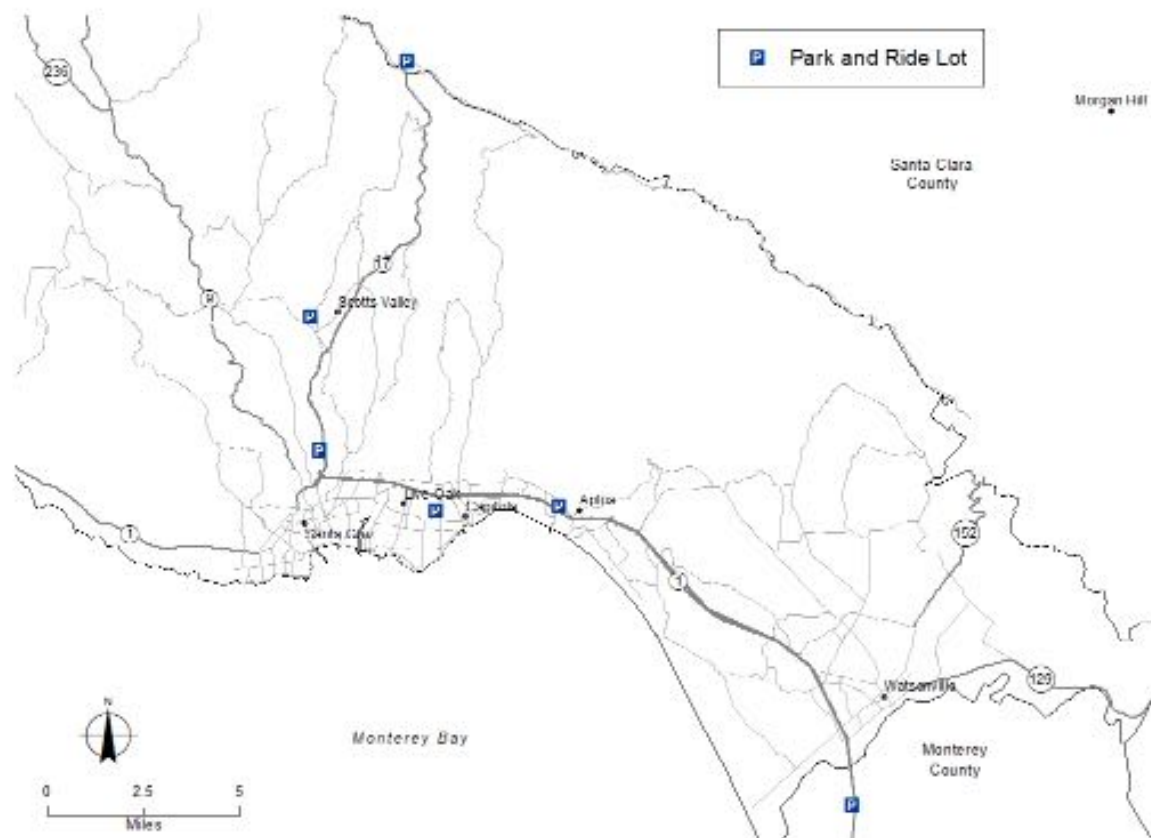 P
236
P Park and Ride Lot
Morgan Hill
Santa Clara
County
17
9
P
Scotts Valley
P
Live Oak
P
Capitola
P
Aptos
Santa Cruz
1
1
152
Watsonville
129
N
Monterey Bay
Monterey
County
0 2.5 5
Miles
P